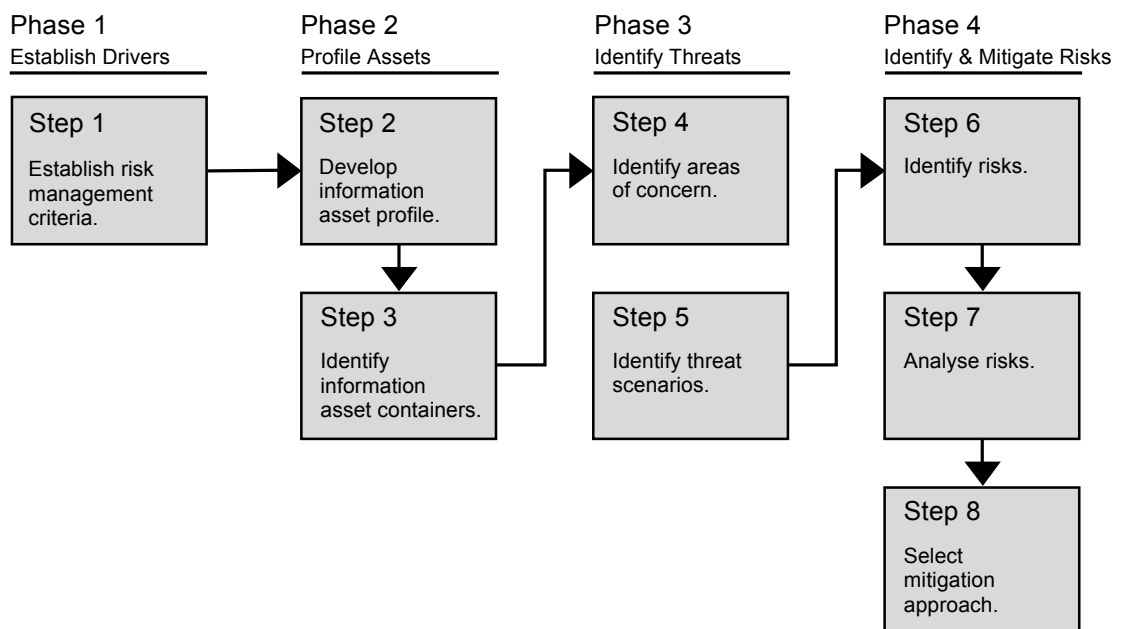 Phase 1
Establish Drivers
Phase 2
Profile Assets
Phase 3
Identify Threats
Phase 4
Identify & Mitigate Risks
Step 1
Establish risk
management
criteria.
Step 2
Develop
information
asset profile.
Step 3
Identify
information
asset containers.
Step 4
Identify areas
of concern.
Step 5
Identify threat
scenarios.
Step 6
Identify risks.
Step 7
Analyse risks.
Step 8
Select
mitigation
approach.